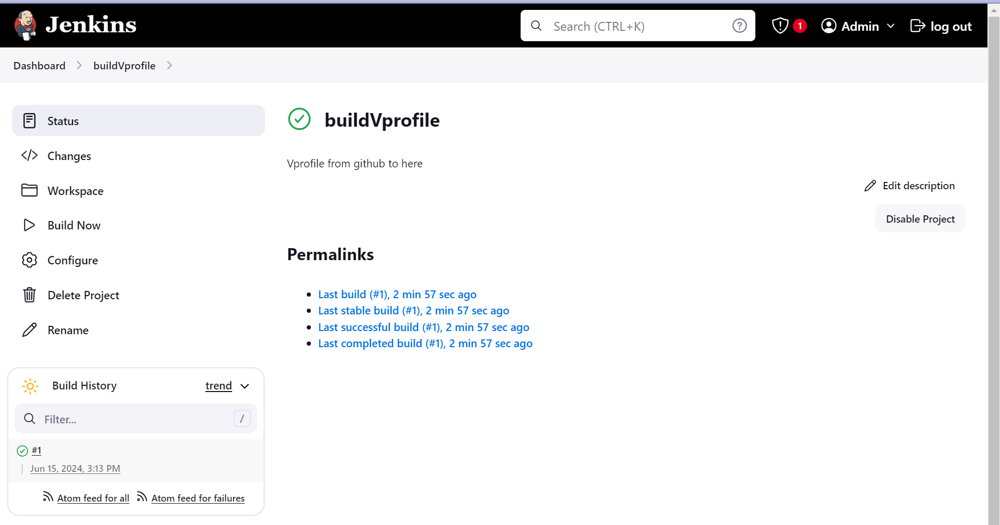 Jenkins
Search (CTRL+K)
?
1
Admin
log out
Dashboard
buildVprofile
Status
Changes
Workspace
Build Now
Configure
Delete Project
Rename
Build History
trend
Filter...
/
#1
Jun 15, 2024, 3:13 PM
Atom feed for all
Atom feed for failures
buildVprofile
Vprofile from github to here
Edit description
Disable Project
Permalinks
Last build (#1), 2 min 57 sec ago
Last stable build (#1), 2 min 57 sec ago
Last successful build (#1), 2 min 57 sec ago
Last completed build (#1), 2 min 57 sec ago